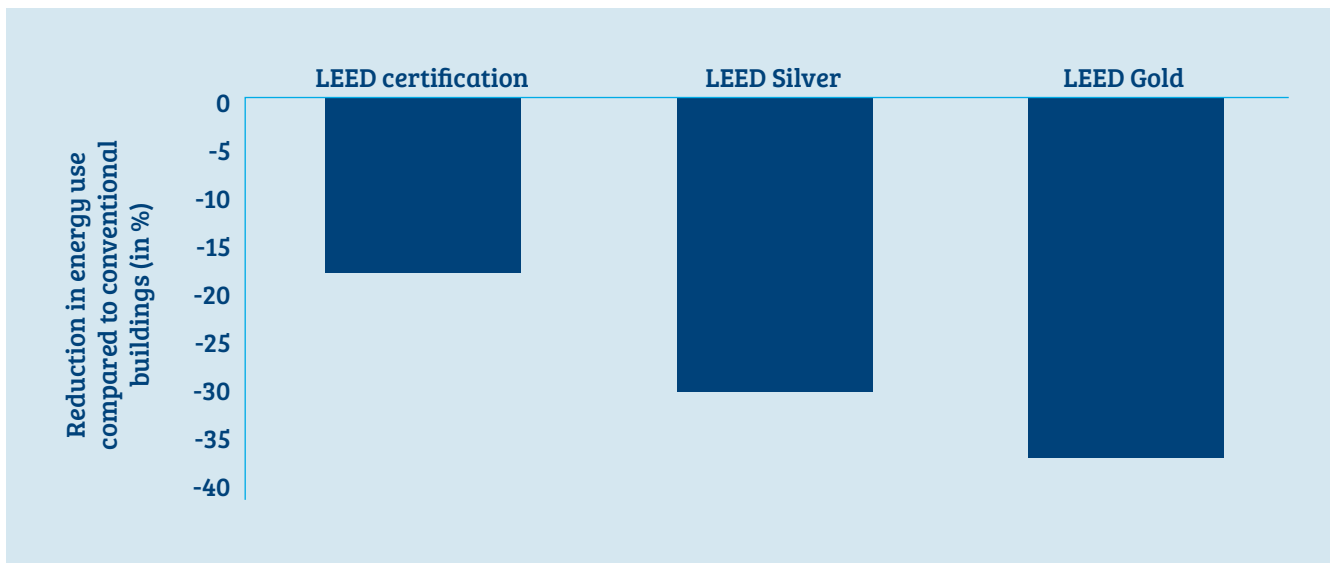 LEED certification
LEED Silver
LEED Gold
0
-5
-10
-15
-20
-25
-30
-35
-40
Reduction in energy use
compared to conventional
buildings (in %)